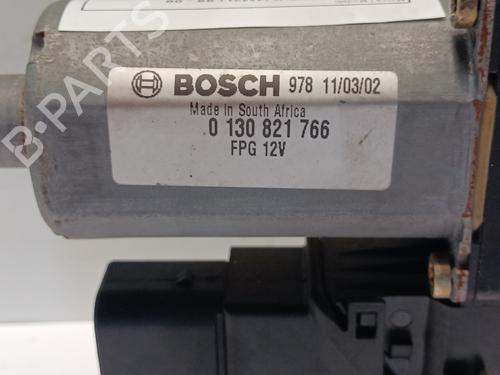 BOSCH 978 11/03/02
Made in South Africa
0 130 821 766
FPG 12V
B-PARTS